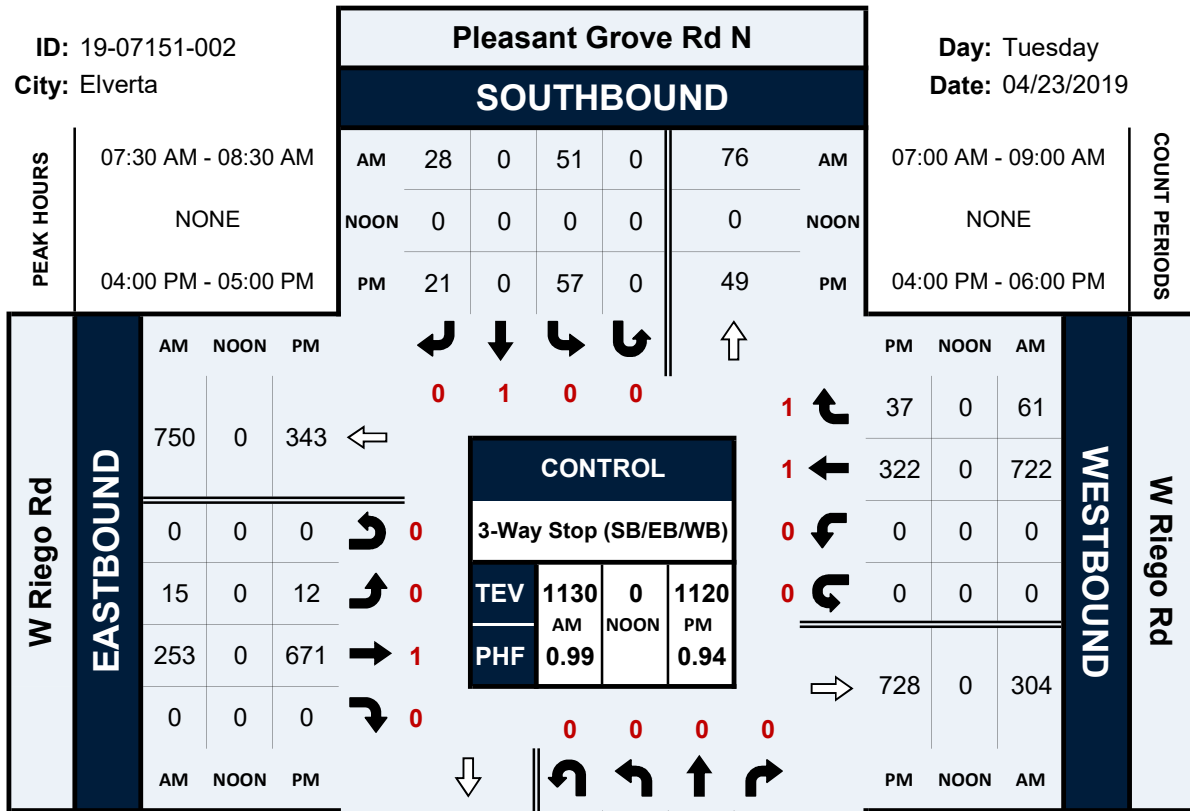 ID: 19-07151-002
City: Elverta
Pleasant Grove Rd N
SOUTHBOUND
Day: Tuesday
Date: 04/23/2019
PEAK HOURS
07:30 AM - 08:30 AM
NONE
04:00 PM - 05:00 PM
AM 28 0 51 0 76 AM
NOON 0 0 0 0 0 NOON
PM 21 0 57 0 49 PM
07:00 AM - 09:00 AM
NONE
04:00 PM - 06:00 PM
COUNT PERIODS
0 1 0 0
W Riego Rd
EASTBOUND
AM NOON PM
750 0 343
0 0 0 0
15 0 12 0
253 0 671 1
0 0 0 0
AM NOON PM
CONTROL
3-Way Stop (SB/EB/WB)
TEV 1130 0 1120
AM NOON PM
PHF 0.99 0.94
PM NOON AM
1 37 0 61
1 322 0 722
0 0 0 0
0 0 0 0
728 0 304
PM NOON AM
WESTBOUND
W Riego Rd
0 0 0 0